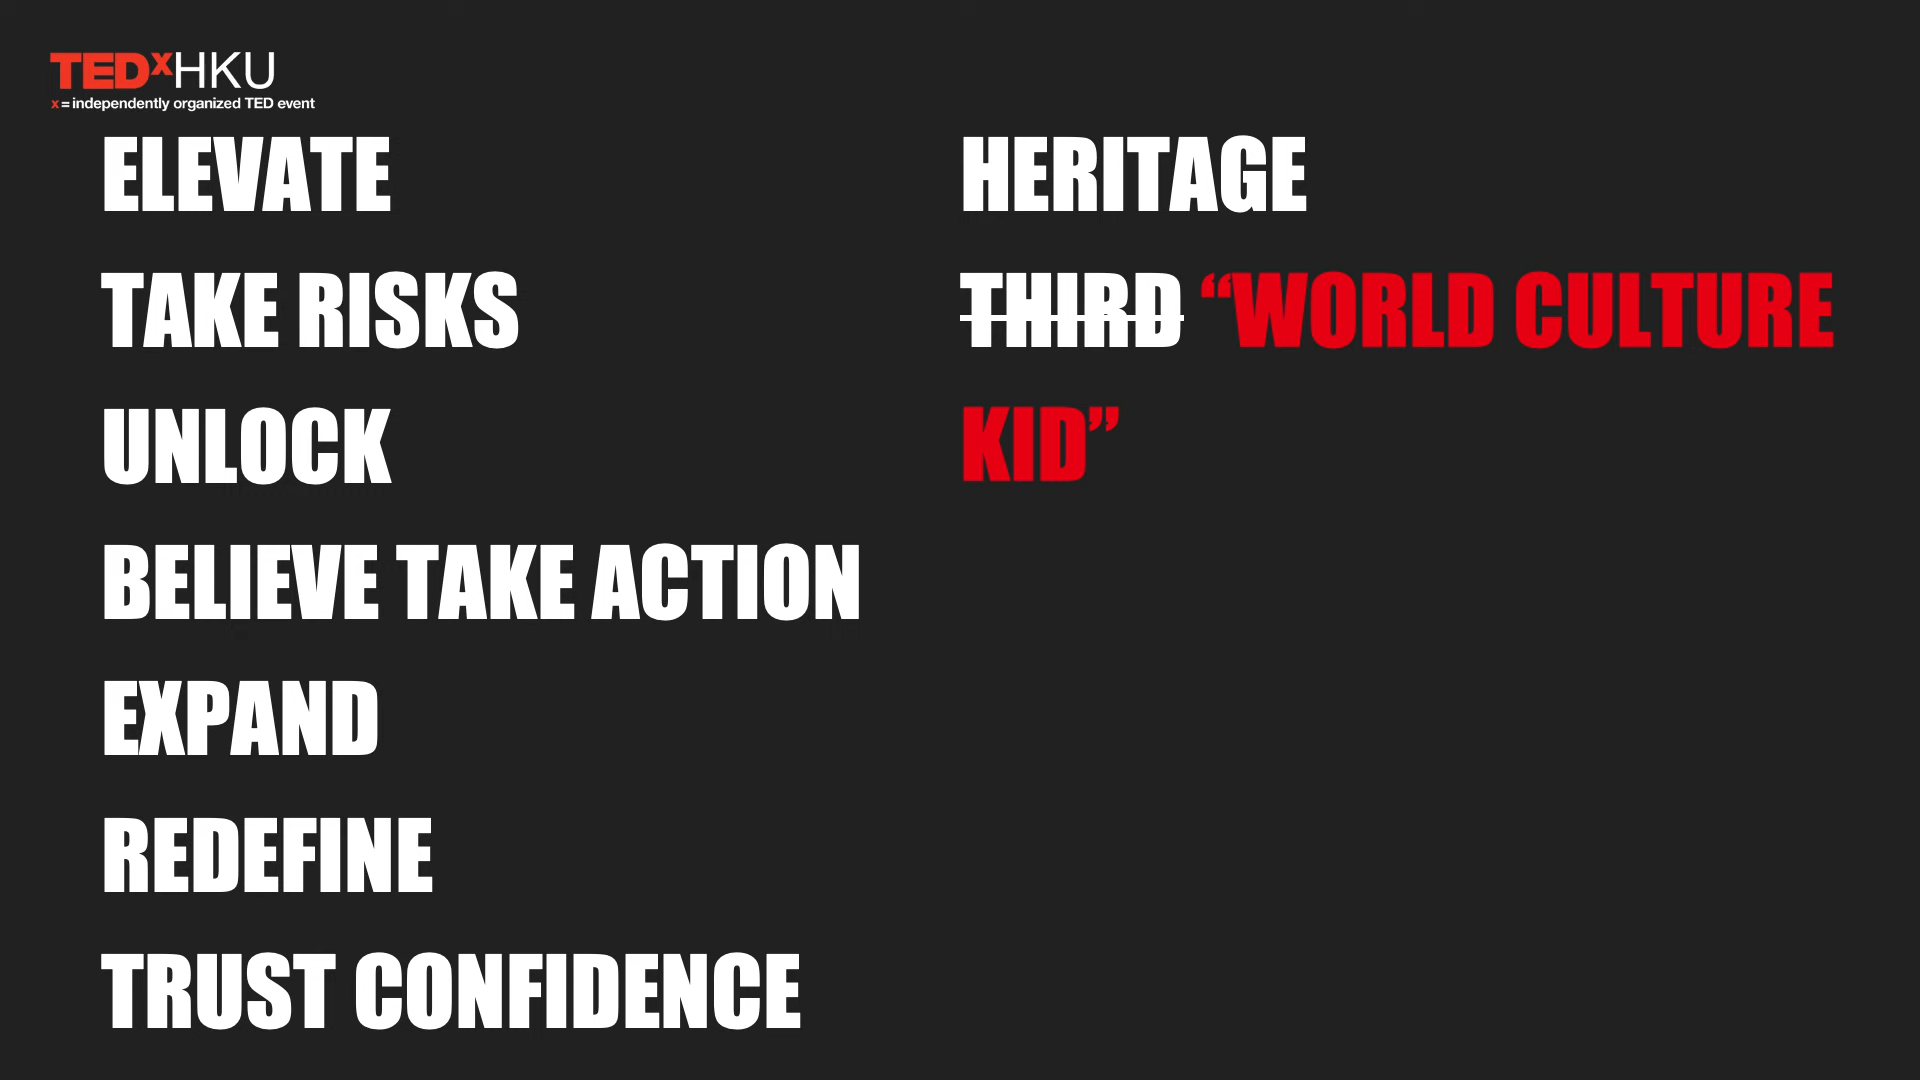 TEDxHKU
x = independently organized TED event
ELEVATE
TAKE RISKS
UNLOCK
BELIEVE TAKE ACTION
EXPAND
REDEFINE
TRUST CONFIDENCE
HERITAGE
THIRD “WORLD CULTURE
KID”